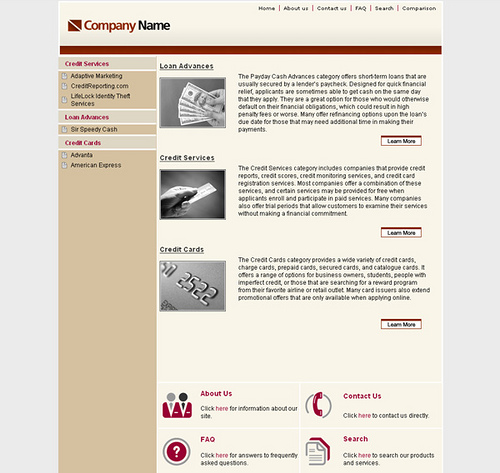 Home | About us | Contact us | FAQ | Search | Comparison
Company Name
Credit Services
Adaptive Marketing
CreditReporting.com
LifeLock Identity Theft
Services
Loan Advances
Sir Speedy Cash
Credit Cards
Advanta
American Express
Loan Advances
The Payday Cash Advances category offers short-term loans that are
usually secured by a lender's paycheck. Designed for quick financial
relief, applicants are sometimes able to get cash on the same day
that they apply. They are a great option for those who would otherwise
default on their financial obligations, which could result in high
penalty fees or worse. Many offer refinancing options upon the loan's
due date for those that may need additional time in making their
payments.
Learn More
Credit Services
The Credit Services category includes companies that provide credit
reports, credit scores, credit monitoring services, and credit card
registration services. Most companies offer a combination of these
services, and certain services may be provided for free when
applicants enroll and participate in paid services. Many companies
also offer trial periods that allow customers to examine their services
without making a financial commitment.
Learn More
Credit Cards
2522
The Credit Cards category provides a wide variety of credit cards,
charge cards, prepaid cards, secured cards, and catalogue cards. It
offers a range of options for business owners, students, people with
imperfect credit, or those that are searching for a reward program
from their favorite airline or retail outlet. Many card issuers also extend
promotional offers that are only available when applying online.
Learn More
About Us
Click here for information about our
site.
Contact Us
Click here to contact us directly.
FAQ
Click here for answers to frequently
asked questions.
Search
Click here to search our products
and services.